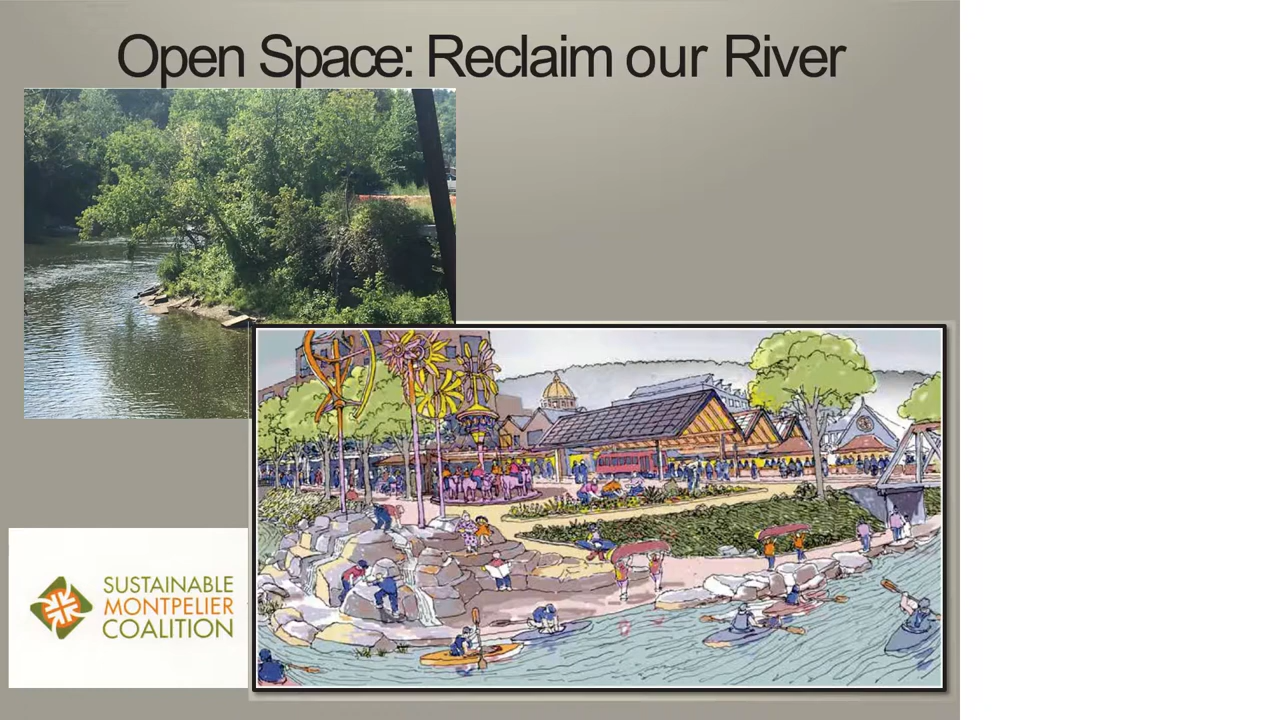 Open Space: Reclaim our River
SUSTAINABLE
MONTPELIER
COALITION